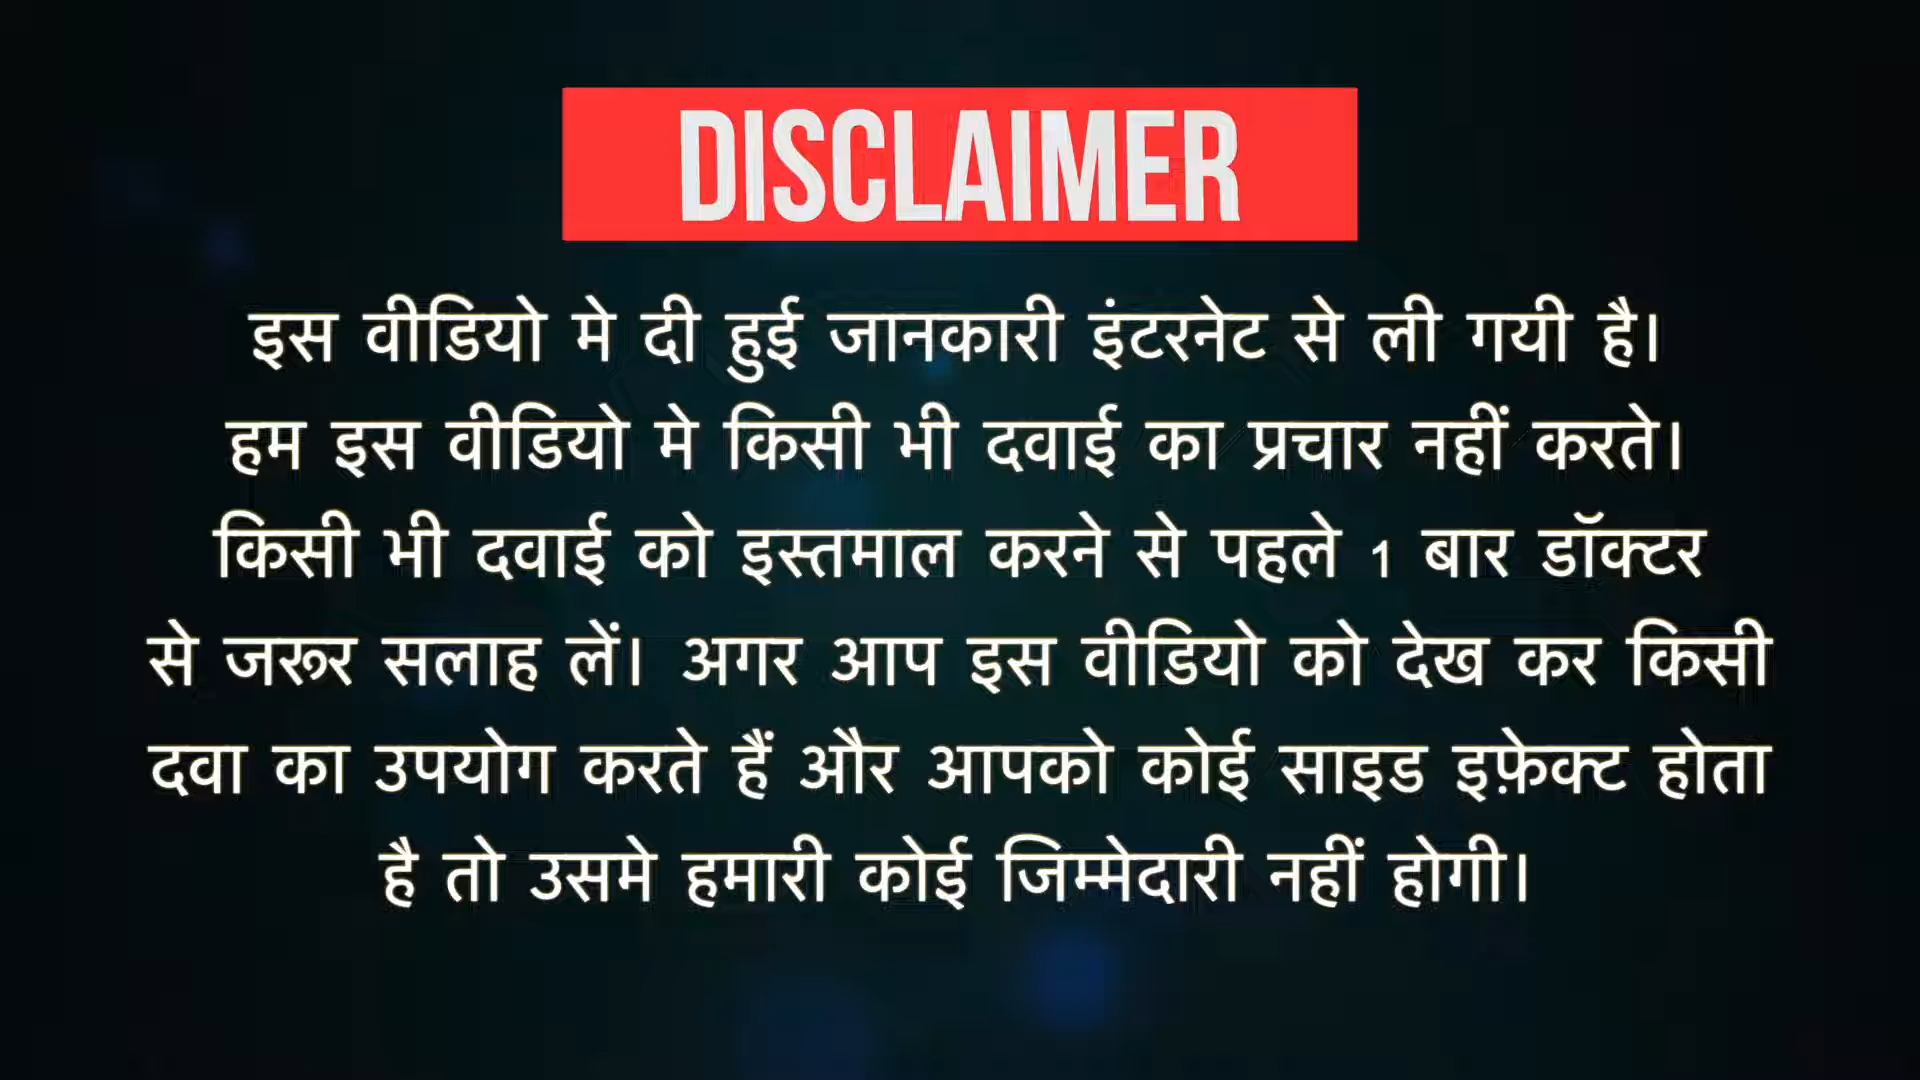 DISCLAIMER
इस वीडियो मे दी हुई जानकारी इंटरनेट से ली गयी है।
हम इस वीडियो मे किसी भी दवाई का प्रचार नहीं करते।
किसी भी दवाई को इस्तमाल करने से पहले 1 बार डॉक्टर
से जरूर सलाह लें। अगर आप इस वीडियो को देख कर किसी
दवा का उपयोग करते हैं और आपको कोई साइड इफ़ेक्ट होता
है तो उसमे हमारी कोई जिम्मेदारी नहीं होगी।